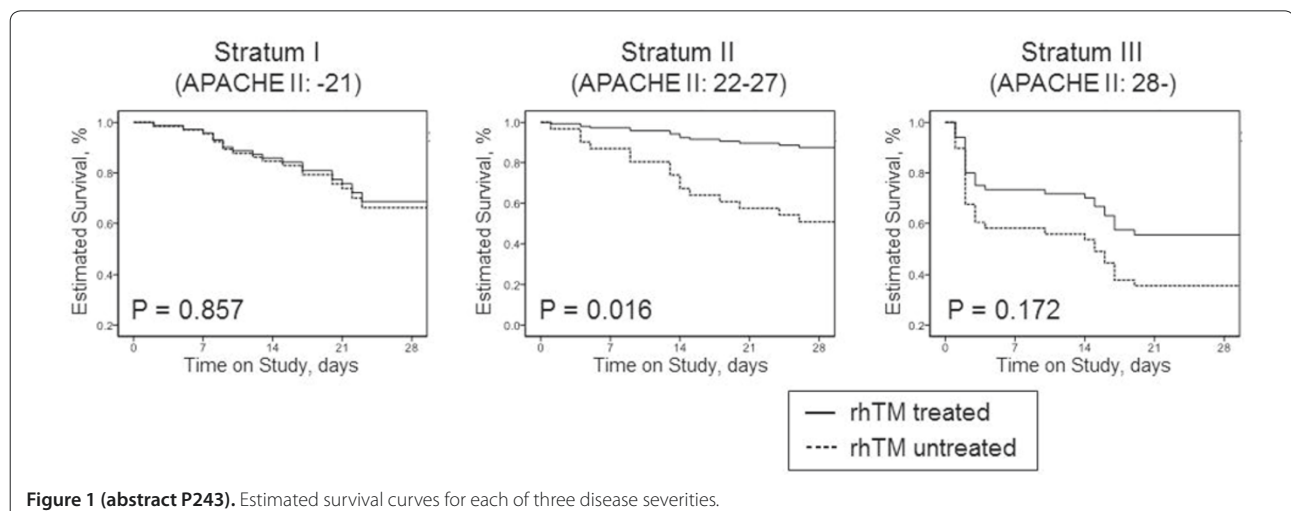 Stratum I
(APACHE II: -21)
Estimated Survival, %
1.0
0.8
0.6
0.4
0.2
P = 0.857
0 7 14 21 28
Time on Study, days
Stratum II
(APACHE II: 22-27)
Estimated Survival, %
1.0
0.8
0.6
0.4
0.2
0.0
P = 0.016
0 7 14 21 28
Time on Study, days
Stratum III
(APACHE II: 28-)
Estimated Survival, %
1.0
0.8
0.6
0.4
0.2
P = 0.172
0 7 14 21 28
Time on Study, days
rhTM treated
rhTM untreated
Figure 1 (abstract P243). Estimated survival curves for each of three disease severities.